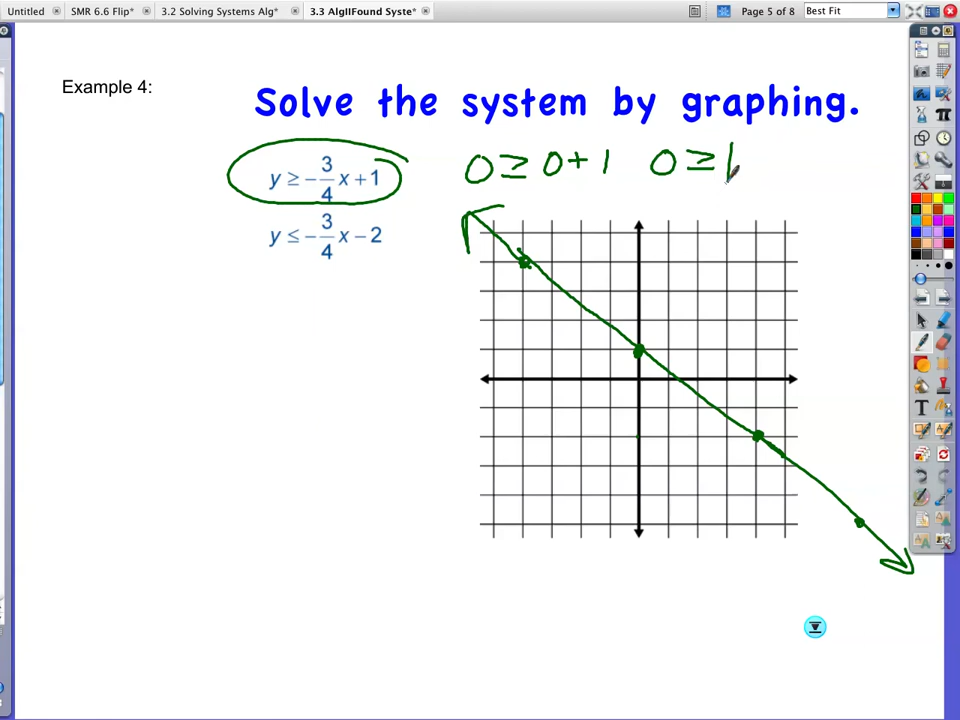 Untitled SMR 6.6 Flip* 3.2 Solving Systems Alg* 3.3 AlgIIFound Syste* Page 5 of 8 Best Fit
Example 4:
Solve the system by graphing.
y ≥ -3/4 x + 1 0 ≥ 0 + 1 0 ≥ 1
y ≤ -3/4 x - 2